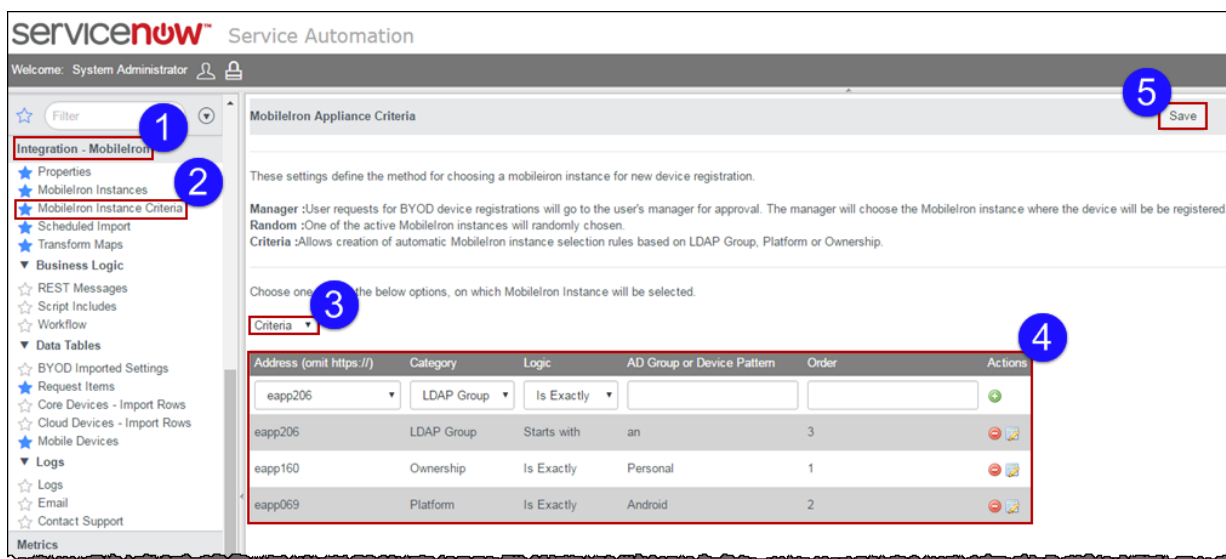 servicenow™ Service Automation
Welcome: System Administrator
5
Filter
1
MobileIron Appliance Criteria
Save
Integration - MobileIron
2
Properties
MobileIron Instances
MobileIron Instance Criteria
Scheduled Import
Transform Maps
Business Logic
REST Messages
Script Includes
Workflow
Data Tables
BYOD Imported Settings
Request Items
Core Devices - Import Rows
Cloud Devices - Import Rows
Mobile Devices
Logs
Logs
Email
Contact Support
Metrics
These settings define the method for choosing a mobileiron instance for new device registration.
Manager :User requests for BYOD device registrations will go to the user's manager for approval. The manager will choose the MobileIron instance where the device will be be registered
Random :One of the active MobileIron instances will randomly chosen.
Criteria :Allows creation of automatic MobileIron instance selection rules based on LDAP Group, Platform or Ownership.
Choose one the below options, on which MobileIron Instance will be selected.
3
Criteria
4
Address (omit https://) Category Logic AD Group or Device Pattern Order Actions
eapp206 LDAP Group Is Exactly
eapp206 LDAP Group Starts with an 3
eapp160 Ownership Is Exactly Personal 1
eapp069 Platform Is Exactly Android 2